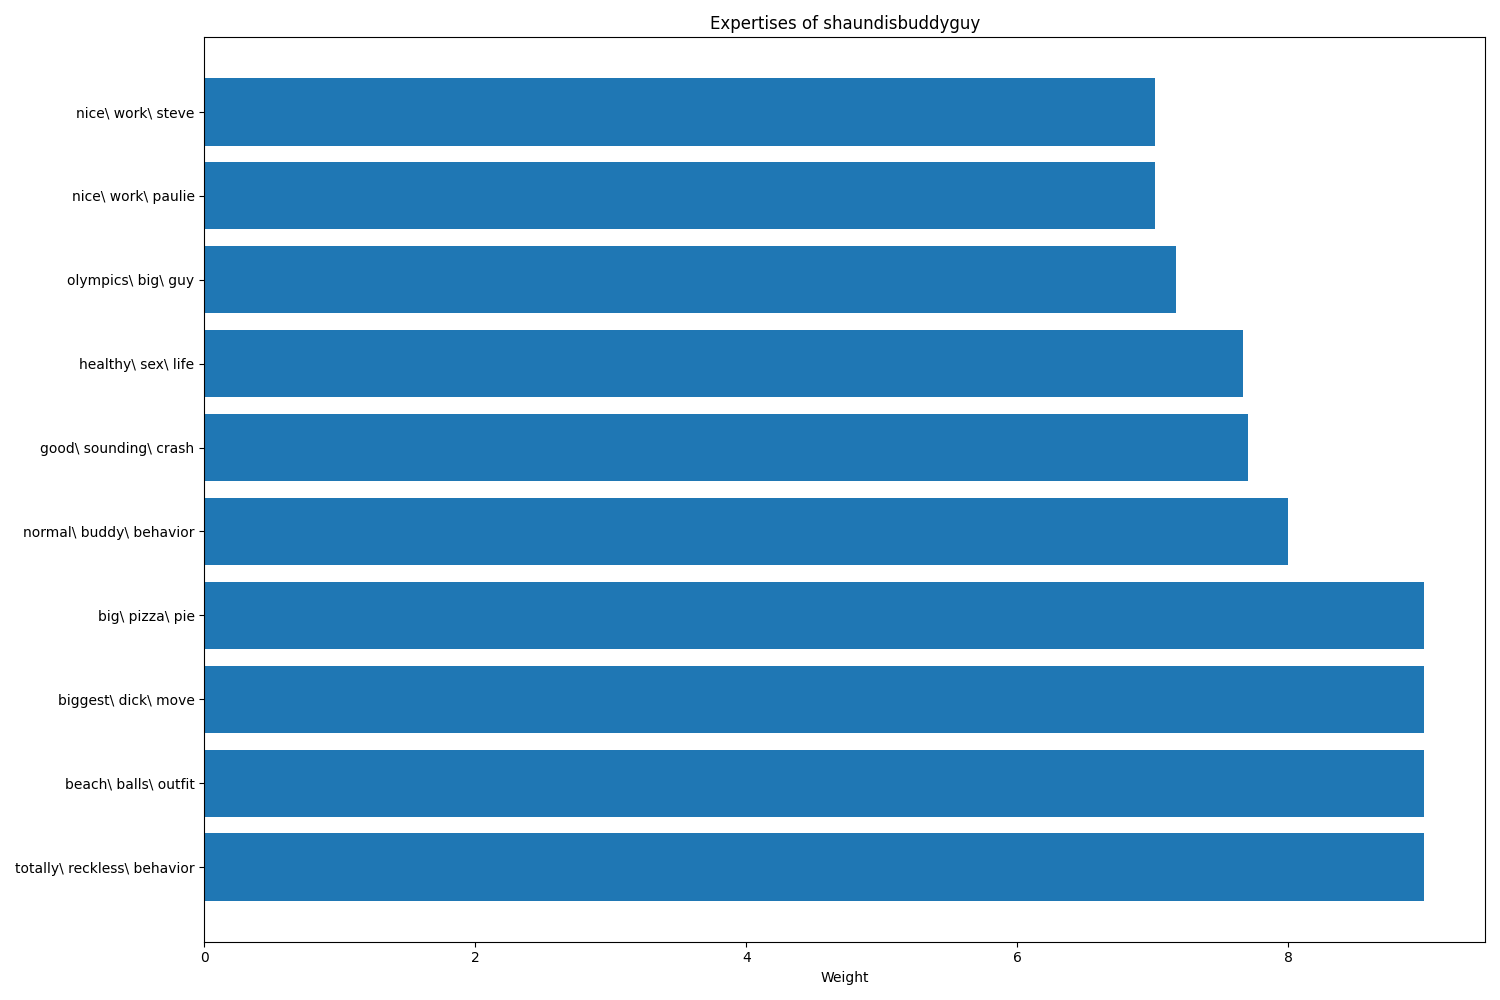 Expertises of shaundisbuddyguy
nice\ work\ steve
nice\ work\ paulie
olympics\ big\ guy
healthy\ sex\ life
good\ sounding\ crash
normal\ buddy\ behavior
big\ pizza\ pie
biggest\ dick\ move
beach\ balls\ outfit
totally\ reckless\ behavior
0 2 4 6 8
Weight